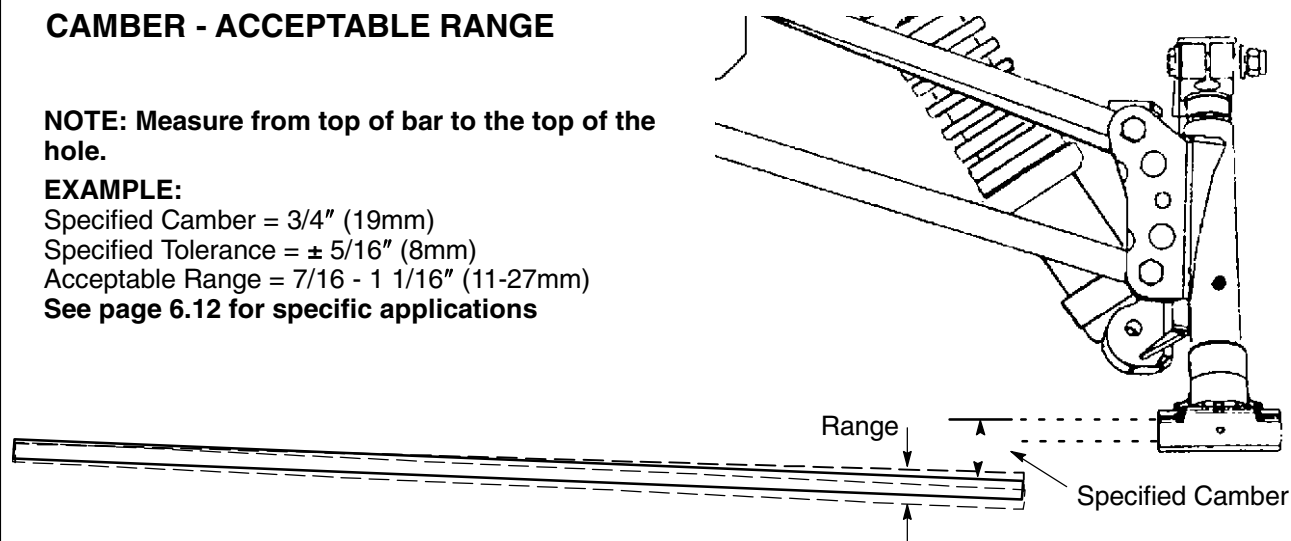 CAMBER - ACCEPTABLE RANGE
NOTE: Measure from top of bar to the top of the
hole.
EXAMPLE:
Specified Camber = 3/4″ (19mm)
Specified Tolerance = ± 5/16″ (8mm)
Acceptable Range = 7/16 - 1 1/16″ (11-27mm)
See page 6.12 for specific applications
Range
Specified Camber